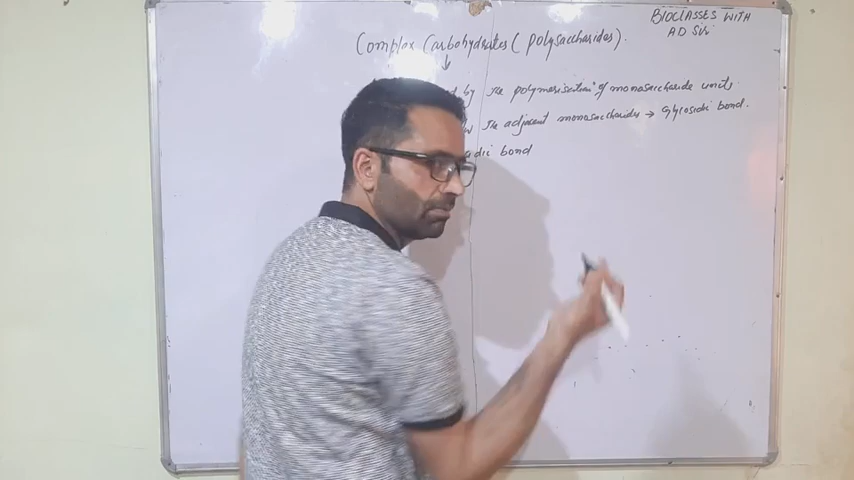 BIOCLASSES WITH
AD Sir
Complex Carbohydrates (polysaccharides).
by the polymerisation of monosaccharide units.
the adjacent monosaccharides → Glycosidic bond.
bond